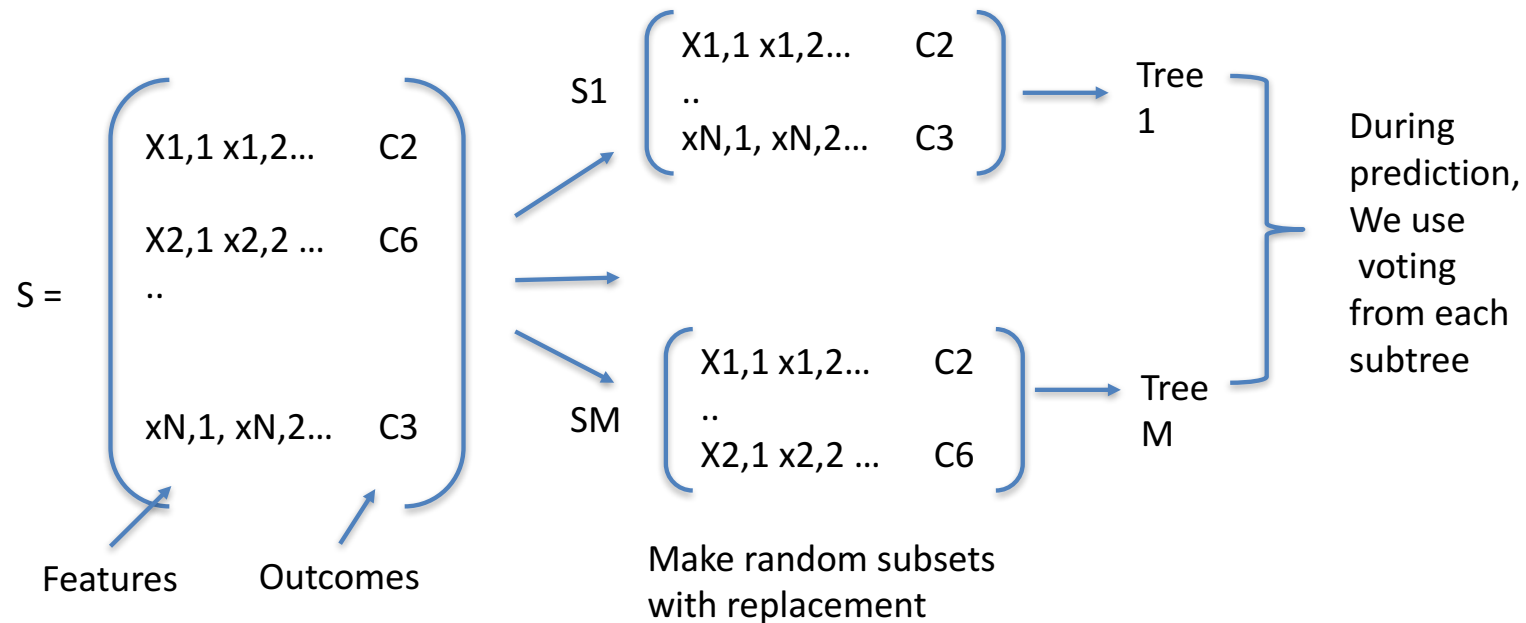 S =
X1,1 x1,2... C2
X2,1 x2,2 ... C6
..
xN,1, xN,2... C3
Features
Outcomes
S1
X1,1 x1,2... C2
..
xN,1, xN,2... C3
SM
X1,1 x1,2... C2
..
X2,1 x2,2 ... C6
Make random subsets
with replacement
Tree
1
Tree
M
During
prediction,
We use
voting
from each
subtree